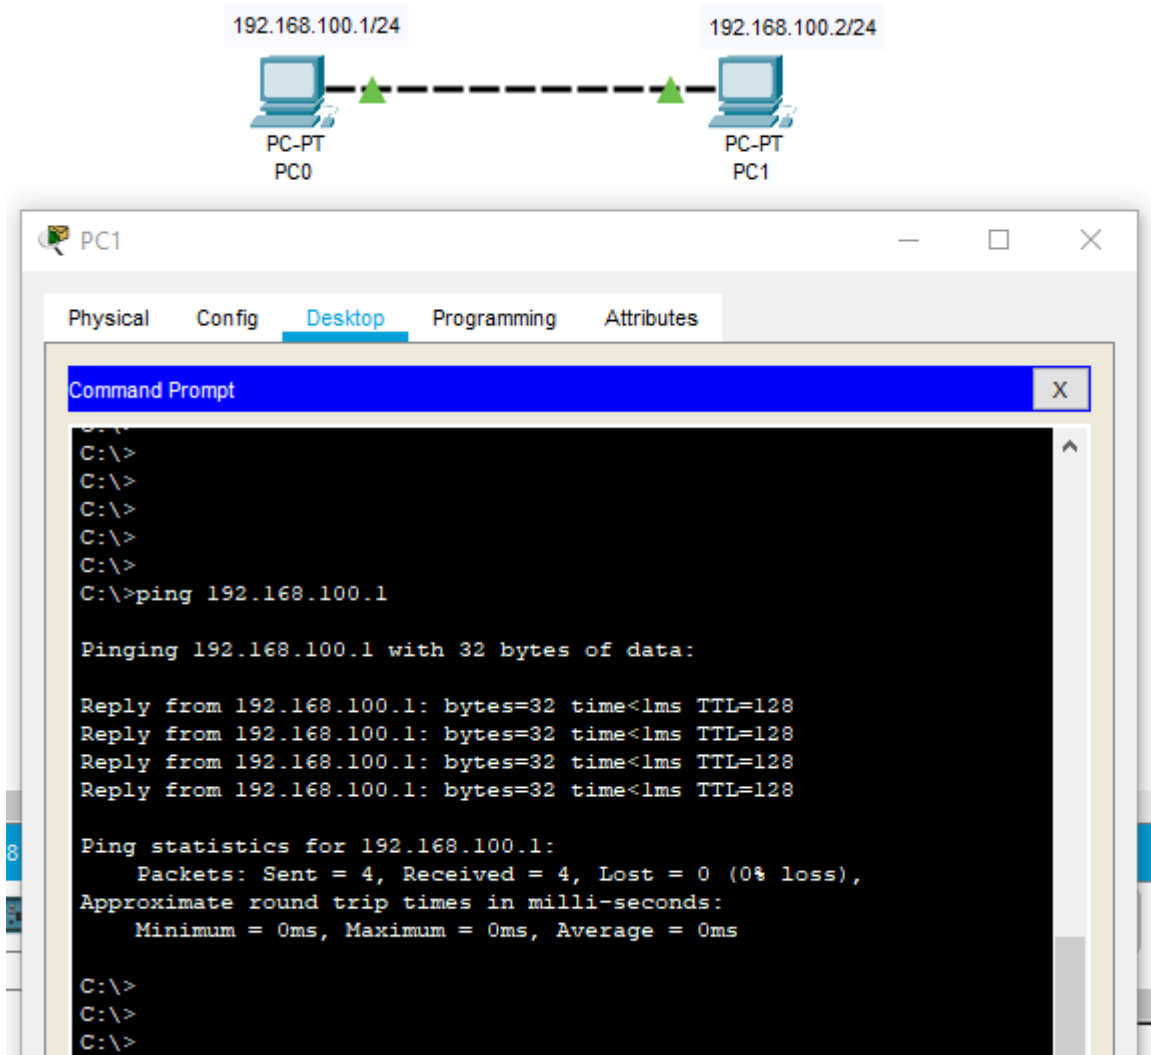 192.168.100.1/24
192.168.100.2/24
PC-PT
PC0
PC-PT
PC1
PC1
Physical Config Desktop Programming Attributes
Command Prompt
X
C:\>
C:\>
C:\>
C:\>
C:\>
C:\>ping 192.168.100.1
Pinging 192.168.100.1 with 32 bytes of data:
Reply from 192.168.100.1: bytes=32 time<1ms TTL=128
Reply from 192.168.100.1: bytes=32 time<1ms TTL=128
Reply from 192.168.100.1: bytes=32 time<1ms TTL=128
Reply from 192.168.100.1: bytes=32 time<1ms TTL=128
Ping statistics for 192.168.100.1:
Packets: Sent = 4, Received = 4, Lost = 0 (0% loss),
Approximate round trip times in milli-seconds:
Minimum = 0ms, Maximum = 0ms, Average = 0ms
C:\>
C:\>
C:\>